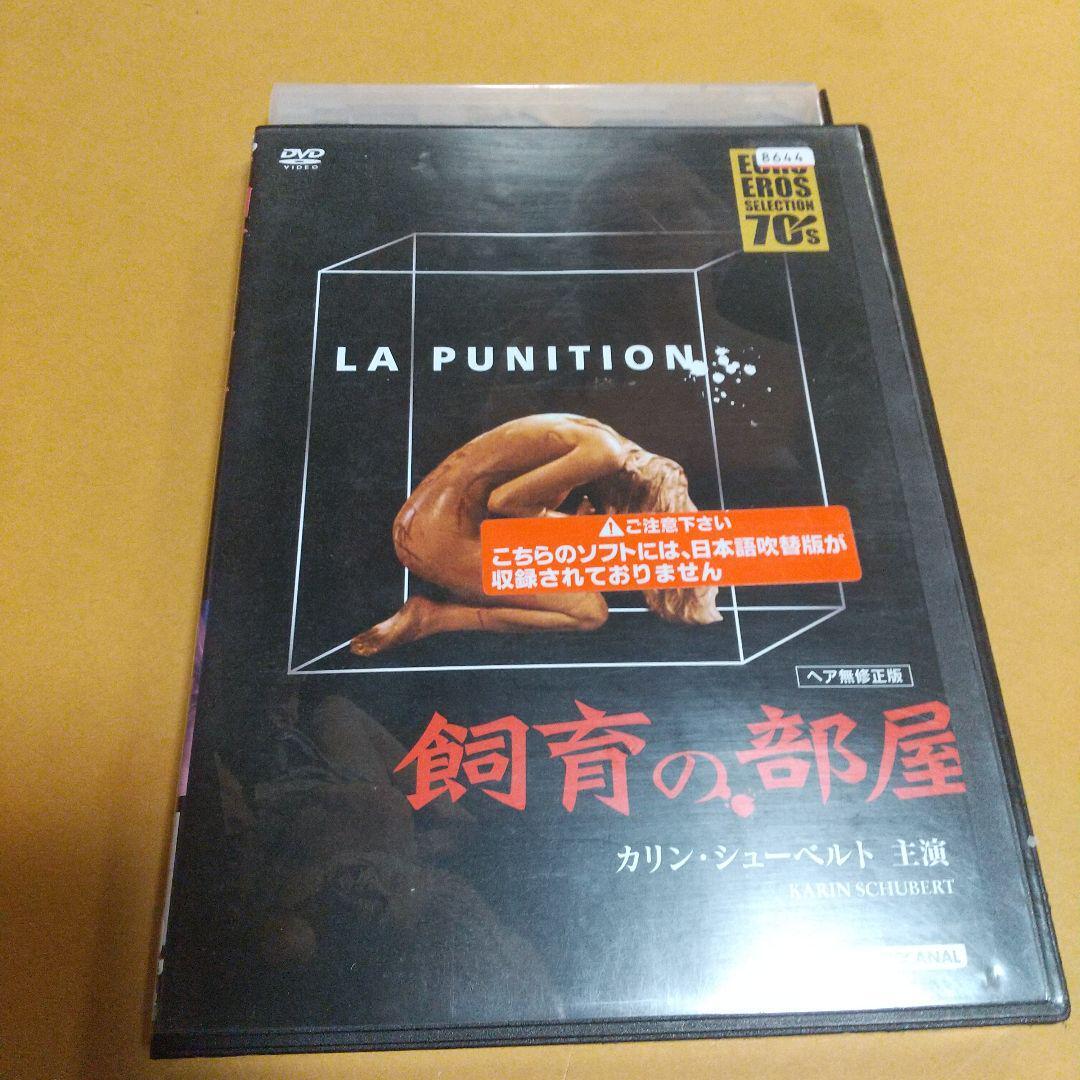 DVD
VIDEO
8644
EROS
SELECTION
70's
LA PUNITION
ご注意下さい
こちらのソフトには、日本語吹替版が
収録されておりません
ヘア無修正版
飼育の部屋
カリン・シューベルト 主演
KARIN SCHUBERT
CANAL